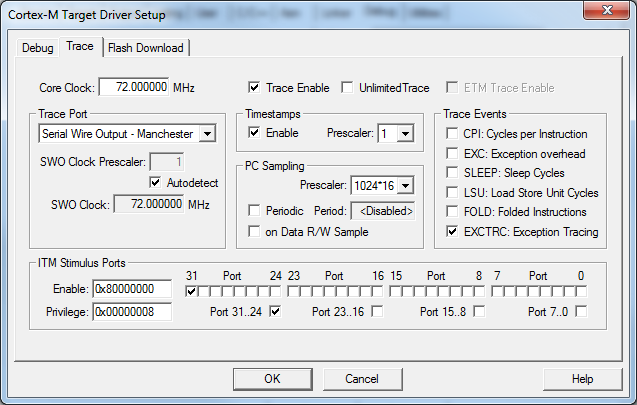 Cortex-M Target Driver Setup
Debug Trace Flash Download
Core Clock: 72.000000 MHz Trace Enable UnlimitedTrace ETM Trace Enable
Trace Port Timestamps Trace Events
Serial Wire Output - Manchester Enable Prescaler: 1 CPI: Cycles per Instruction
EXC: Exception overhead
SWO Clock Prescaler: 1 PC Sampling SLEEP: Sleep Cycles
Autodetect Prescaler: 1024*16 LSU: Load Store Unit Cycles
SWO Clock: 72.000000 MHz Periodic Period: <Disabled> FOLD: Folded Instructions
on Data R/W Sample EXCTRC: Exception Tracing
ITM Stimulus Ports
31 Port 24 23 Port 16 15 Port 8 7 Port 0
Enable: 0x80000000
Privilege: 0x00000008 Port 31..24 Port 23..16 Port 15..8 Port 7..0
OK Cancel Help